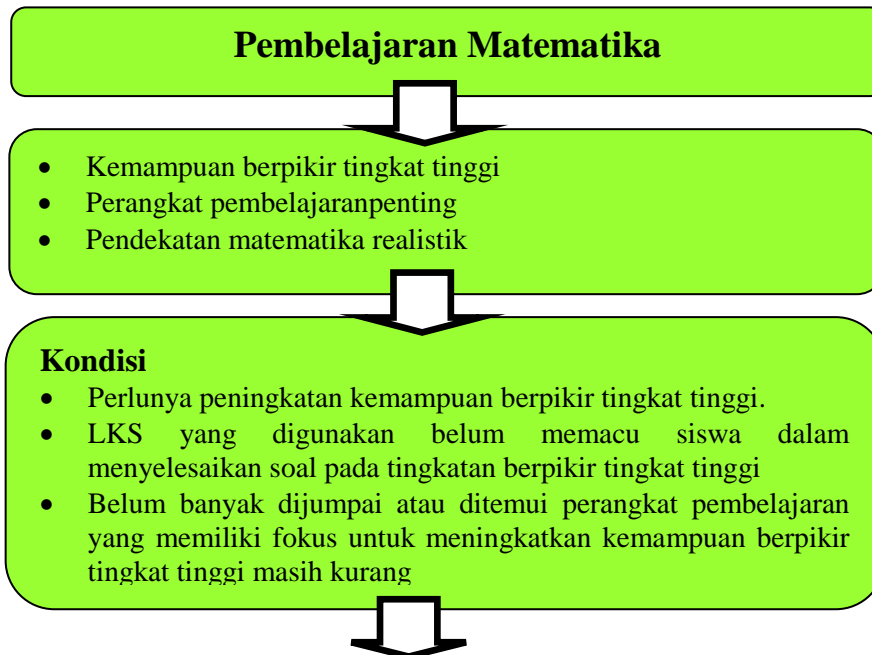 Pembelajaran Matematika
• Kemampuan berpikir tingkat tinggi
• Perangkat pembelajaranpenting
• Pendekatan matematika realistik
Kondisi
• Perlunya peningkatan kemampuan berpikir tingkat tinggi.
• LKS yang digunakan belum memacu siswa dalam
menyelesaikan soal pada tingkatan berpikir tingkat tinggi
• Belum banyak dijumpai atau ditemui perangkat pembelajaran
yang memiliki fokus untuk meningkatkan kemampuan berpikir
tingkat tinggi masih kurang